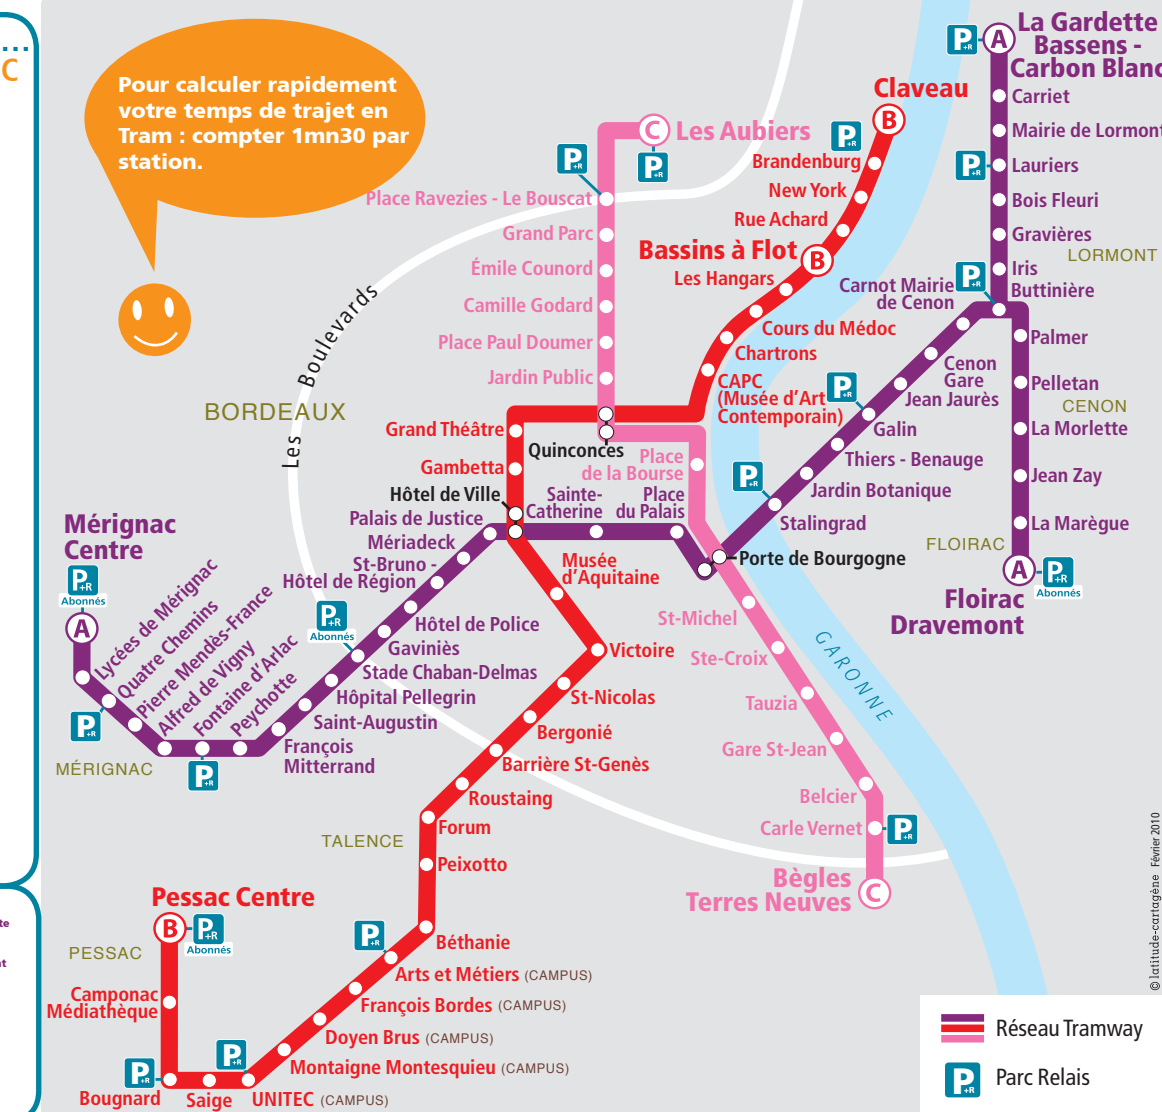 ...
C
Pour calculer rapidement
votre temps de trajet en
Tram : compter 1mn30 par
station.
La Gardette
Bassens -
Carbon Blanc
P+R
A
Carriet
Mairie de Lormont
Lauriers
P+R
Bois Fleuri
Gravières
LORMONT
Iris
Buttinière
P+R
Carnot Mairie
de Cenon
Palmer
Pelletan
CENON
La Morlette
Jean Zay
La Marègue
FLOIRAC
A
P+R
Abonnés
Floirac
Dravemont
Cenon
Gare
Jean Jaurès
P+R
Galin
Thiers - Benauge
Jardin Botanique
P+R
Stalingrad
Porte de Bourgogne
Place
du Palais
Sainte-
Catherine
Hôtel de Ville
Palais de Justice
Mériadeck
St-Bruno -
Hôtel de Région
Hôtel de Police
Gaviniès
P+R
Abonnés
Stade Chaban-Delmas
Hôpital Pellegrin
Saint-Augustin
François
Mitterrand
Peychotte
Fontaine d'Arlac
P+R
Alfred de Vigny
Pierre Mendès-France
Quatre Chemins
P+R
Lycées de Mérignac
A
P+R
Abonnés
Mérignac
Centre
MÉRIGNAC
Claveau
B
P+R
Brandenburg
New York
Rue Achard
Bassins à Flot
B
Les Hangars
Cours du Médoc
Chartrons
CAPC
(Musée d'Art
Contemporain)
Quinconces
Grand Théâtre
Gambetta
Musée
d'Aquitaine
Victoire
St-Nicolas
Bergonié
Barrière St-Genès
Roustaing
Forum
TALENCE
Peixotto
Béthanie
P+R
Arts et Métiers (CAMPUS)
François Bordes (CAMPUS)
Doyen Brus (CAMPUS)
Montaigne Montesquieu (CAMPUS)
P+R
UNITEC (CAMPUS)
Saige
P+R
Bougnard
Camponac
Médiathèque
PESSAC
B
P+R
Abonnés
Pessac Centre
C
Les Aubiers
P+R
P+R
Place Ravezies - Le Bouscat
Grand Parc
Émile Counord
Camille Godard
Place Paul Doumer
Jardin Public
Place
de la Bourse
St-Michel
Ste-Croix
Tauzia
Gare St-Jean
Belcier
Carle Vernet
P+R
Bègles
Terres Neuves
C
BORDEAUX
Les Boulevards
GARONNE
Réseau Tramway
P+R
Parc Relais
© latitude-cartagène Février 2010